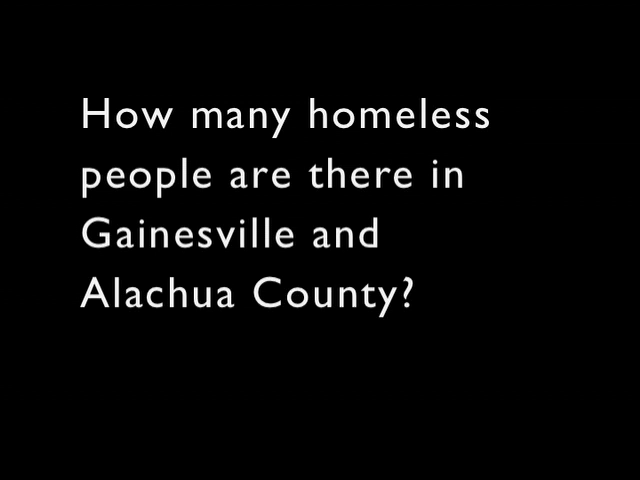 How many homeless
people are there in
Gainesville and
Alachua County?